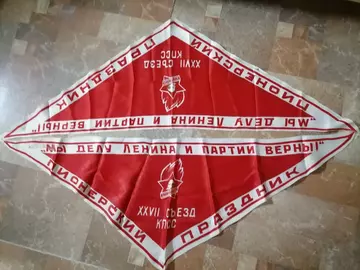 ПИОНЕРСКИЙ
ПРАЗДНИК
XXVII СЪЕЗД
КПСС
"МЫ ДЕЛУ ЛЕНИНА И ПАРТИИ ВЕРНЫ!"
"МЫ ДЕЛУ ЛЕНИНА И ПАРТИИ ВЕРНЫ!"
XXVII СЪЕЗД
КПСС
ПИОНЕРСКИЙ
ПРАЗДНИК